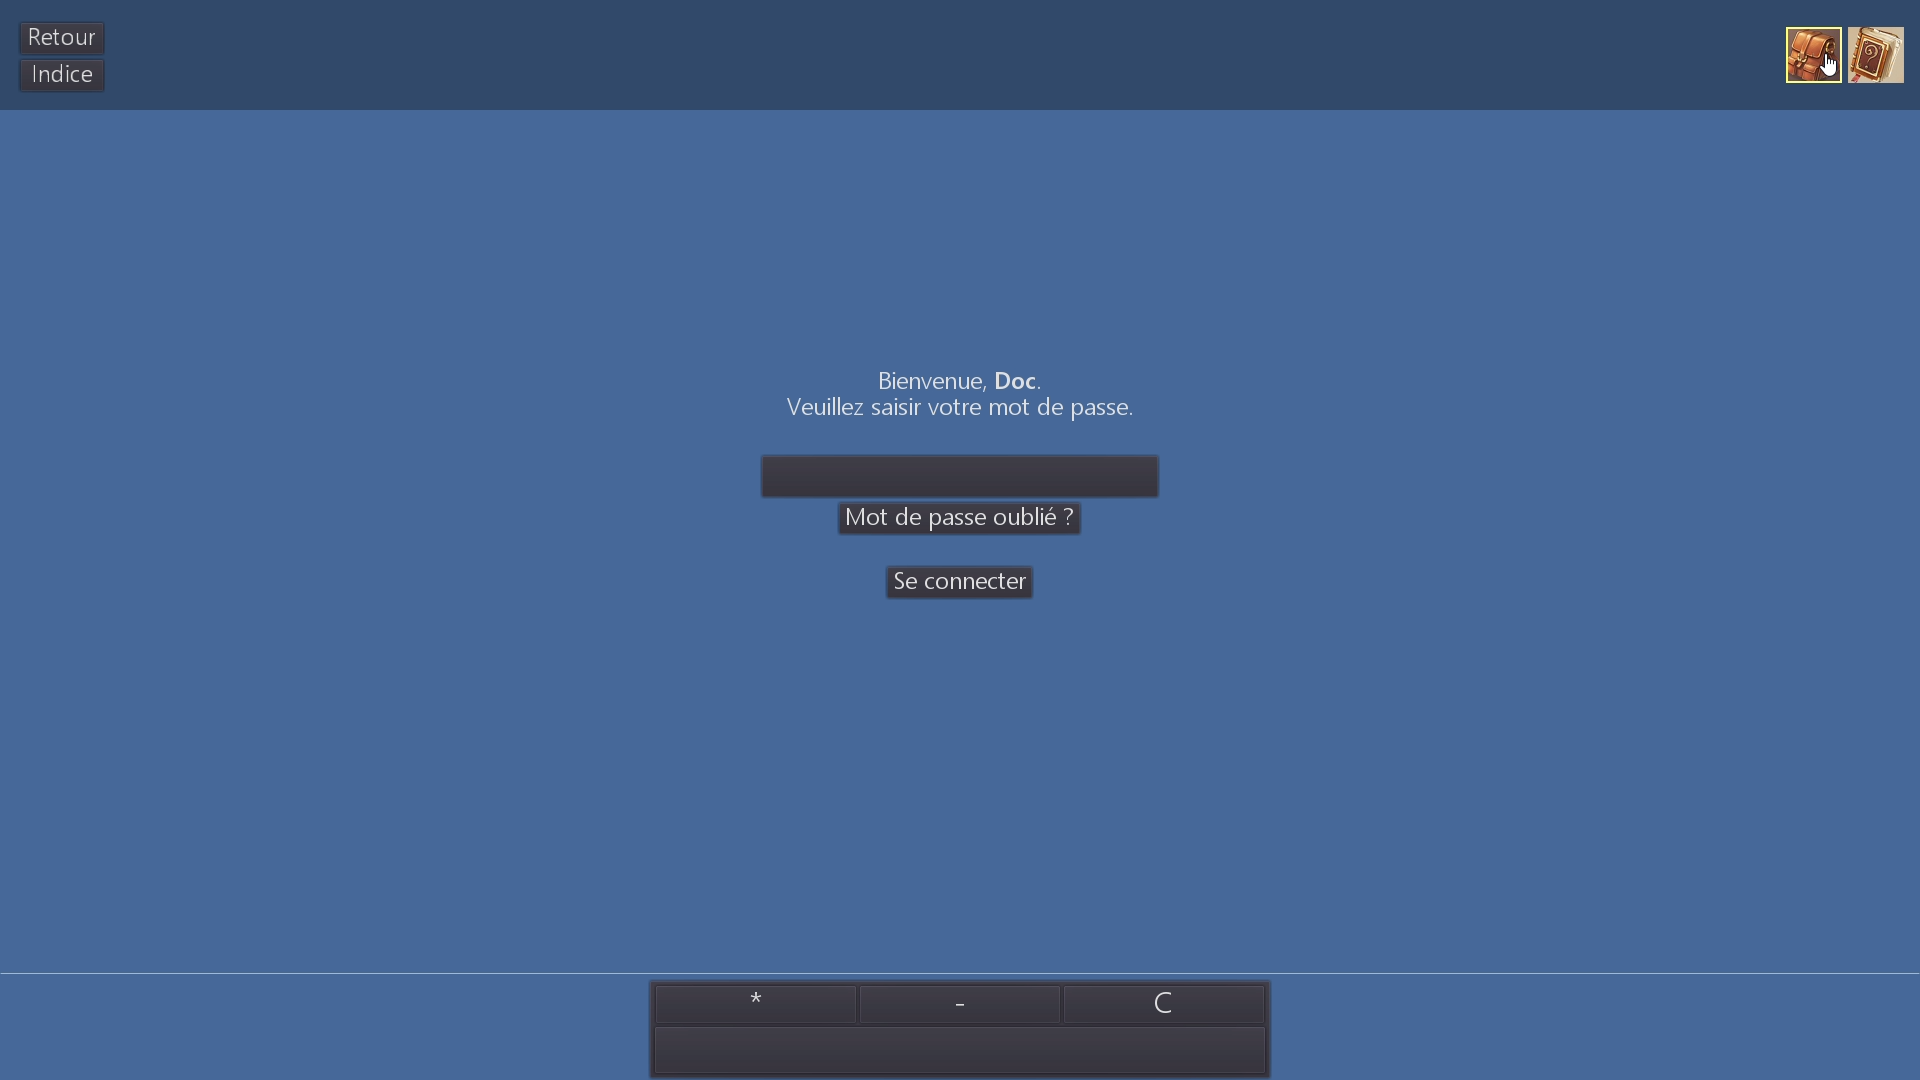 Retour
Indice
Bienvenue, Doc.
Veuillez saisir votre mot de passe.
Mot de passe oublié ?
Se connecter
* - C